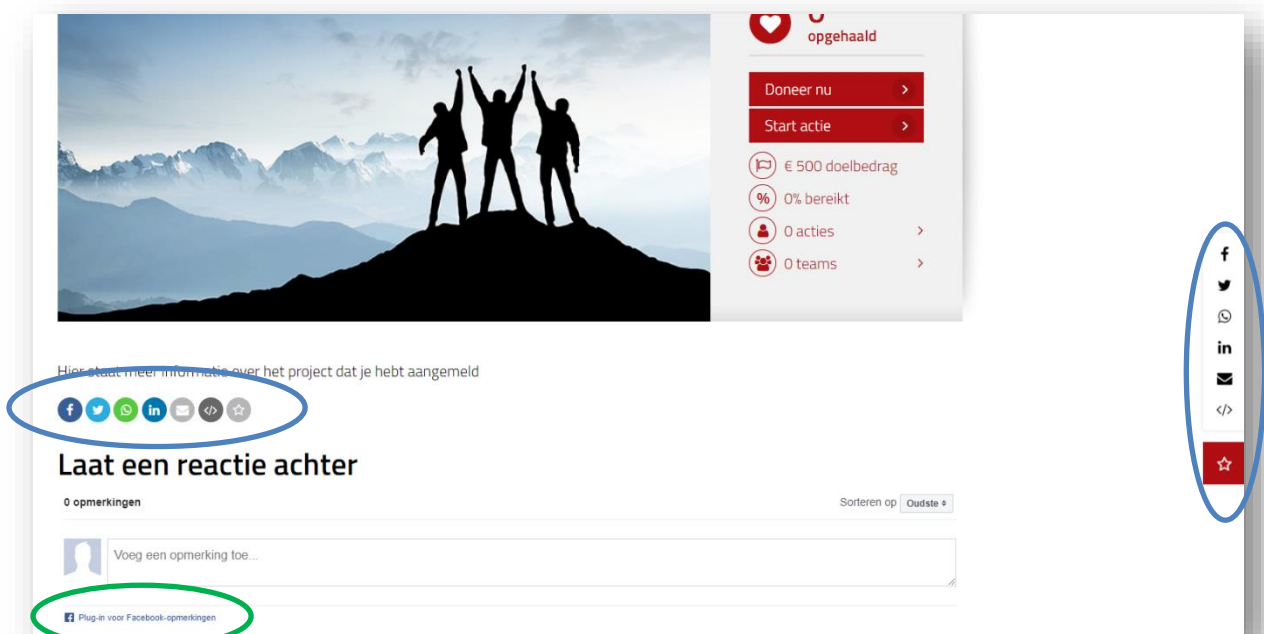 opgehaald
Doneer nu
Start actie
€ 500 doelbedrag
% 0% bereikt
0 acties
0 teams
Hier staat meer informatie over het project dat je hebt aangemeld
Laat een reactie achter
0 opmerkingen
Sorteren op Oudste
Voeg een opmerking toe...
Plug-in voor Facebook-opmerkingen